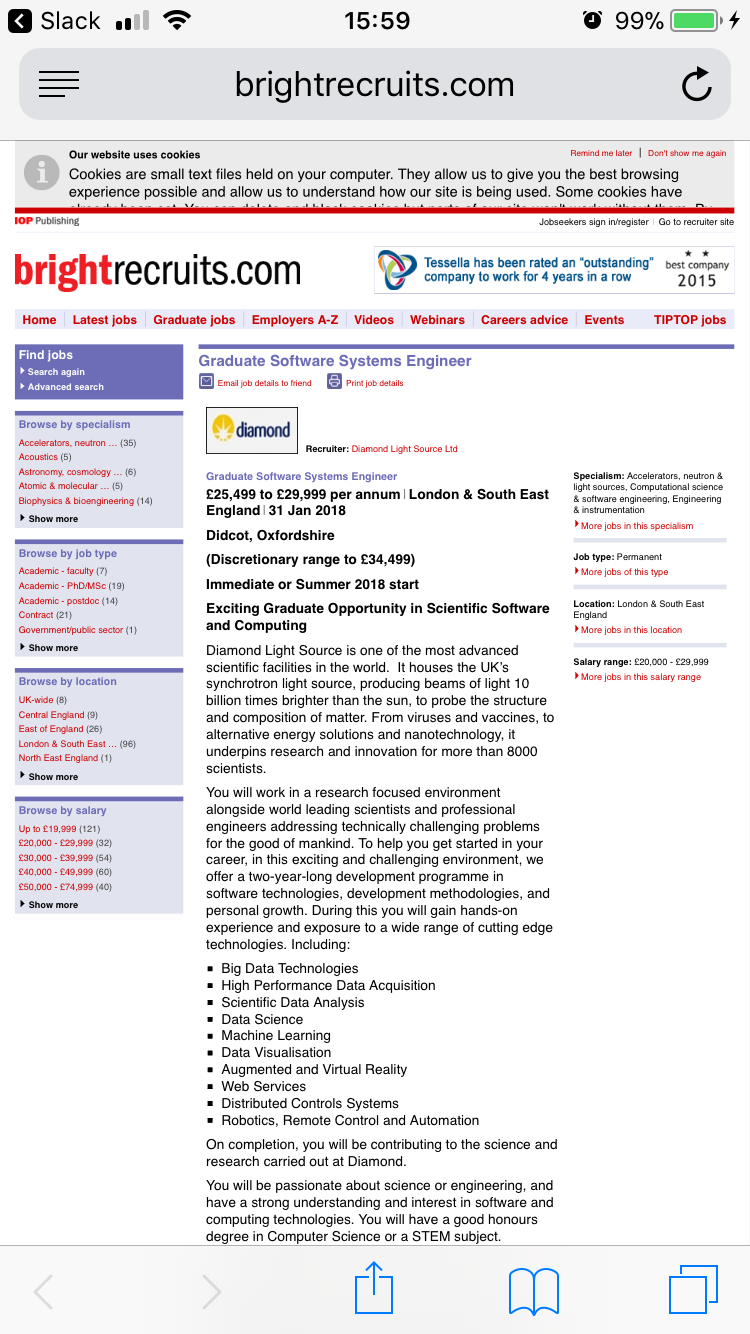 Slack
15:59
99%
brightrecruits.com
Our website uses cookies
Remind me later | Don't show me again
Cookies are small text files held on your computer. They allow us to give you the best browsing
experience possible and allow us to understand how our site is being used. Some cookies have
IOP Publishing
Jobseekers sign in/register | Go to recruiter site
brightrecruits.com
Tessella has been rated an "outstanding"
company to work for 4 years in a row
best company
2015
Home | Latest jobs | Graduate jobs | Employers A-Z | Videos | Webinars | Careers advice | Events TIPTOP jobs
Find jobs
Search again
Advanced search
Browse by specialism
Accelerators, neutron ... (35)
Acoustics (5)
Astronomy, cosmology ... (6)
Atomic & molecular ... (5)
Biophysics & bioengineering (14)
Show more
Browse by job type
Academic - faculty (7)
Academic - PhD/MSc (19)
Academic - postdoc (14)
Contract (21)
Government/public sector (1)
Show more
Browse by location
UK-wide (8)
Central England (9)
East of England (26)
London & South East ... (96)
North East England (1)
Show more
Browse by salary
Up to £19,999 (121)
£20,000 - £29,999 (32)
£30,000 - £39,999 (54)
£40,000 - £49,999 (60)
£50,000 - £74,999 (40)
Show more
Graduate Software Systems Engineer
Email job details to friend
Print job details
diamond
Recruiter: Diamond Light Source Ltd
Graduate Software Systems Engineer
£25,499 to £29,999 per annum | London & South East
England | 31 Jan 2018
Didcot, Oxfordshire
(Discretionary range to £34,499)
Immediate or Summer 2018 start
Exciting Graduate Opportunity in Scientific Software
and Computing
Diamond Light Source is one of the most advanced
scientific facilities in the world. It houses the UK's
synchrotron light source, producing beams of light 10
billion times brighter than the sun, to probe the structure
and composition of matter. From viruses and vaccines, to
alternative energy solutions and nanotechnology, it
underpins research and innovation for more than 8000
scientists.
You will work in a research focused environment
alongside world leading scientists and professional
engineers addressing technically challenging problems
for the good of mankind. To help you get started in your
career, in this exciting and challenging environment, we
offer a two-year-long development programme in
software technologies, development methodologies, and
personal growth. During this you will gain hands-on
experience and exposure to a wide range of cutting edge
technologies. Including:
Big Data Technologies
High Performance Data Acquisition
Scientific Data Analysis
Data Science
Machine Learning
Data Visualisation
Augmented and Virtual Reality
Web Services
Distributed Controls Systems
Robotics, Remote Control and Automation
On completion, you will be contributing to the science and
research carried out at Diamond.
You will be passionate about science or engineering, and
have a strong understanding and interest in software and
computing technologies. You will have a good honours
degree in Computer Science or a STEM subject.
Specialism: Accelerators, neutron &
light sources, Computational science
& software engineering, Engineering
& instrumentation
More jobs in this specialism
Job type: Permanent
More jobs of this type
Location: London & South East
England
More jobs in this location
Salary range: £20,000 - £29,999
More jobs in this salary range